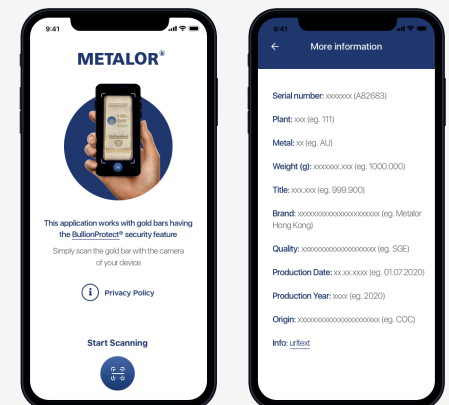 9:41
METALOR®
This application works with gold bars having
the BullionProtect® security feature
Simply scan the gold bar with the camera
of your device
i Privacy Policy
Start Scanning
9:41
More information
Serial number: xxxxxxx (A82683)
Plant: xxx (eg. 111)
Metal: xx (eg. AU)
Weight (g): xxxxxxx.xxx (eg. 1000.000)
Title: xxx.xxx (eg. 999.900)
Brand: xxxxxxxxxxxxxxxxxxxxxx (eg. Metalor
Hong Kong)
Quality: xxxxxxxxxxxxxxxxxxxx (eg. SGE)
Production Date: xx.xx.xxxx (eg. 01.07.2020)
Production Year: xxxx (eg. 2020)
Origin: xxxxxxxxxxxxxxxxxxxxxx (eg. COC)
Info: urltext